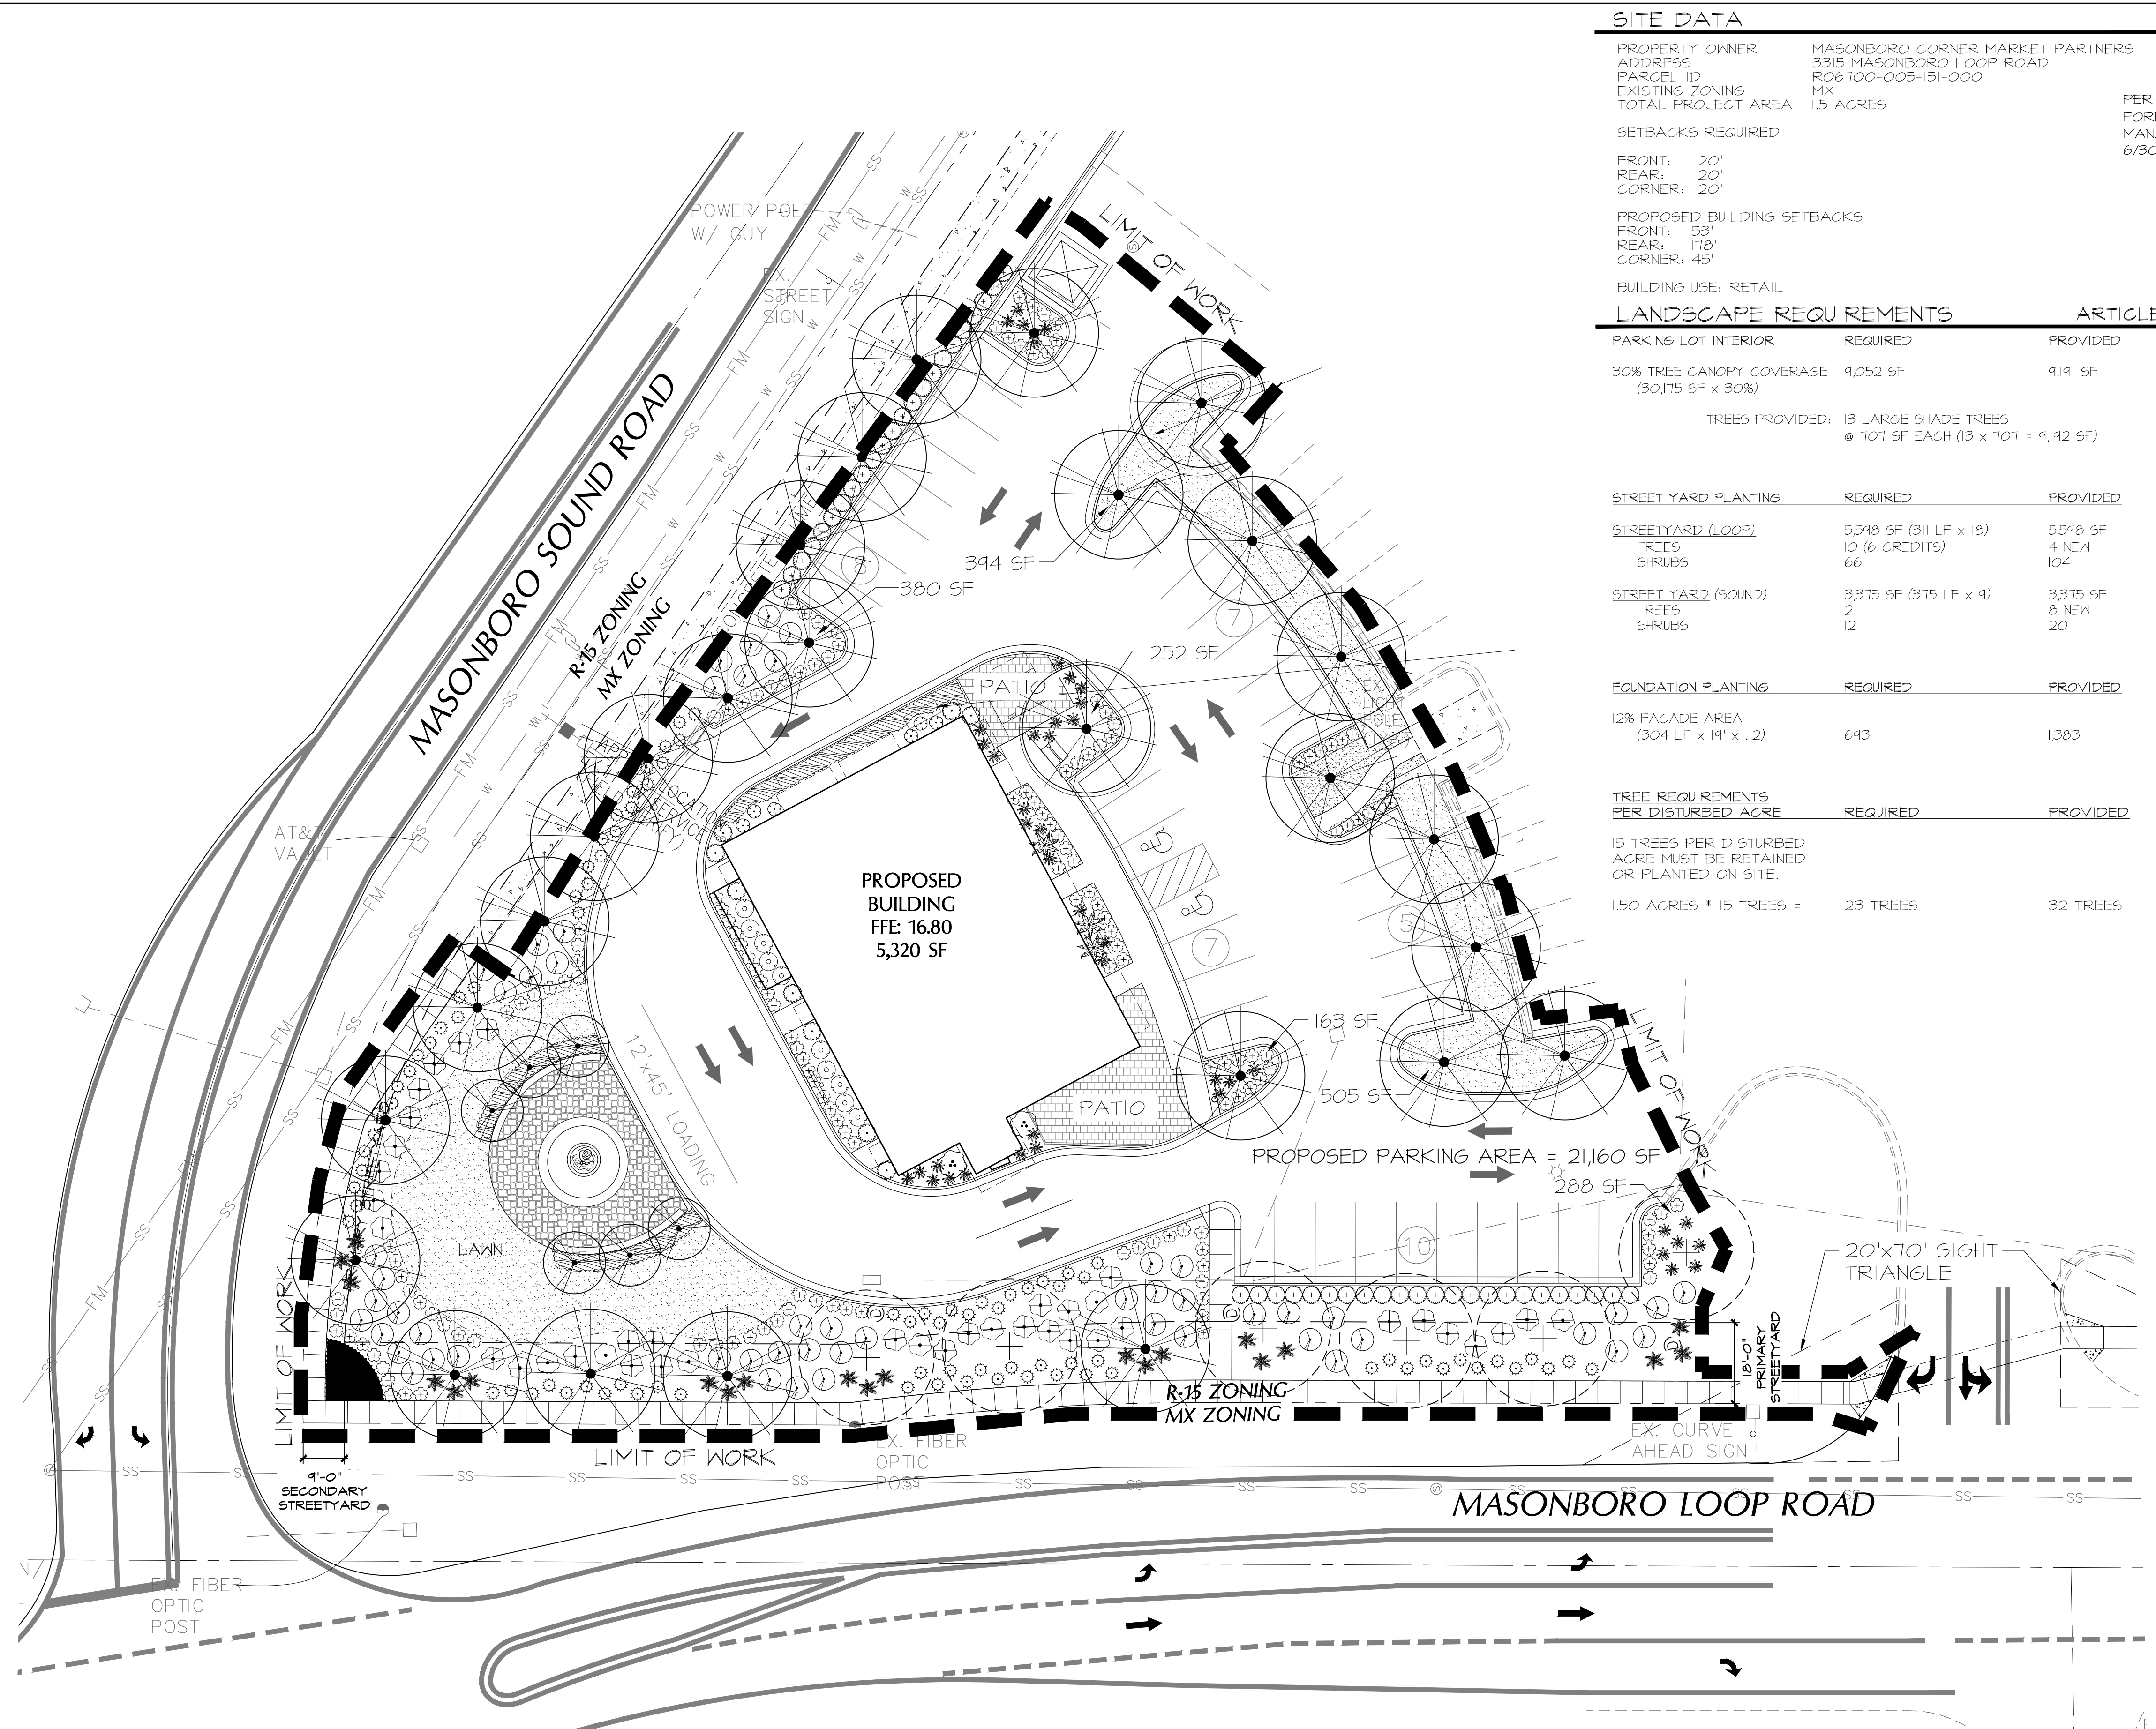 SITE DATA
PROPERTY OWNER MASONBORO CORNER MARKET PARTNERS
ADDRESS 3315 MASONBORO LOOP ROAD
PARCEL ID R06700-005-151-000
EXISTING ZONING MX
TOTAL PROJECT AREA 1.5 ACRES
PER
MAN
6/30
SETBACKS REQUIRED
FRONT: 20'
REAR: 20'
CORNER: 20'
PROPOSED BUILDING SETBACKS
FRONT: 53'
REAR: 178'
CORNER: 45'
BUILDING USE: RETAIL
LANDSCAPE REQUIREMENTS ARTICLE
PARKING LOT INTERIOR REQUIRED PROVIDED
30% TREE CANOPY COVERAGE 9,052 SF 9,191 SF
(30,175 SF x 30%)
TREES PROVIDED: 13 LARGE SHADE TREES
@ 707 SF EACH (13 x 707 = 9,192 SF)
STREET YARD PLANTING REQUIRED PROVIDED
STREETYARD (LOOP) 5,598 SF (311 LF x 18) 5,598 SF
TREES 10 (6 CREDITS) 4 NEW
SHRUBS 66 104
STREET YARD (SOUND) 3,375 SF (375 LF x 9) 3,375 SF
TREES 2 8 NEW
SHRUBS 12 20
FOUNDATION PLANTING REQUIRED PROVIDED
12% FACADE AREA
(304 LF x 19' x .12) 693 1,383
TREE REQUIREMENTS
PER DISTURBED ACRE REQUIRED PROVIDED
15 TREES PER DISTURBED
ACRE MUST BE RETAINED
OR PLANTED ON SITE.
1.50 ACRES * 15 TREES = 23 TREES 32 TREES
POWER POLE
W/ GUY
EX.
STREET
SIGN
LIMIT OF WORK
MASONBORO SOUND ROAD
R-15 ZONING
MX ZONING
394 SF
380 SF
252 SF
7
PATIO
AT&T
VAULT
PROPOSED
BUILDING
FFE: 16.80
5,320 SF
7
5
163 SF
505 SF
PATIO
12'x45' LOADING
LIMIT OF WORK
PROPOSED PARKING AREA = 21,160 SF
288 SF
LAWN
10
20'x70' SIGHT
TRIANGLE
LIMIT OF WORK
18'-0"
PRIMARY
STREETYARD
R-15 ZONING
MX ZONING
LIMIT OF WORK
EX. FIBER
OPTIC
POST
EX. CURVE
AHEAD SIGN
9'-0"
SECONDARY
STREETYARD
MASONBORO LOOP ROAD
EX. FIBER
OPTIC
POST